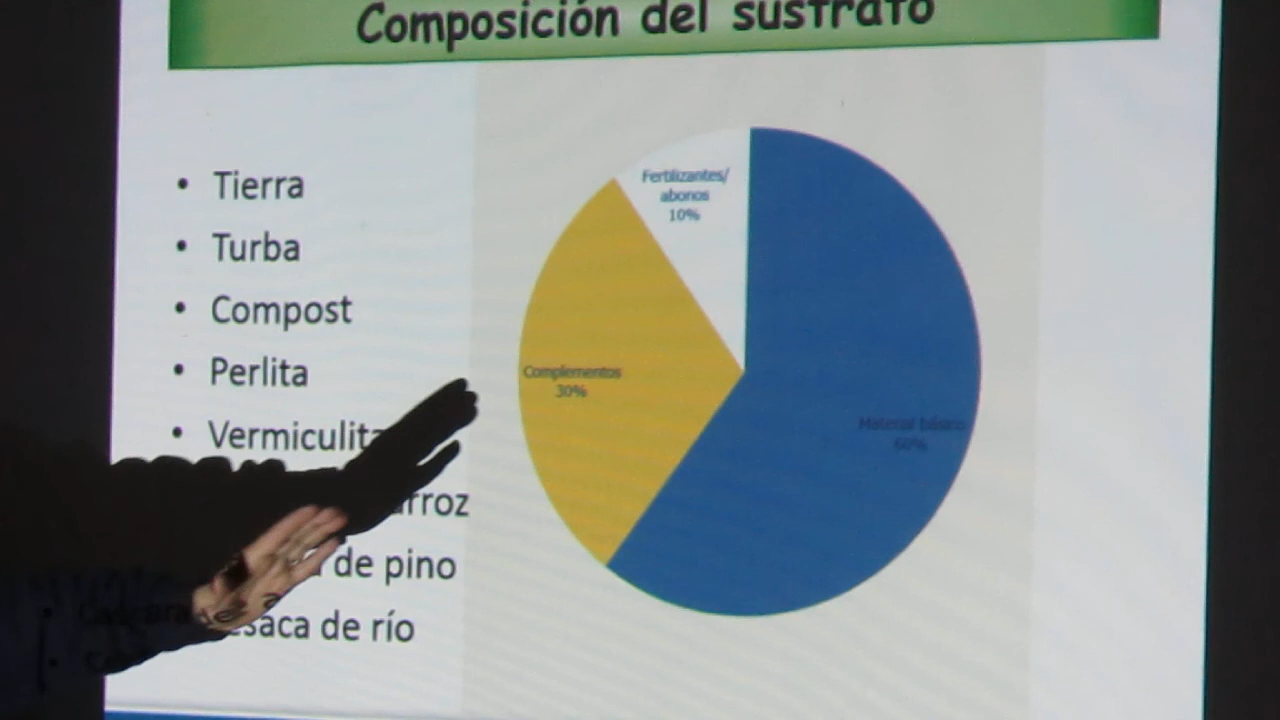 Composición del sustrato
• Tierra
• Turba
• Compost
• Perlita
• Vermiculita
arroz
de pino
de río
Fertilizantes/
abonos
10%
Complementos
30%
Material básico
60%